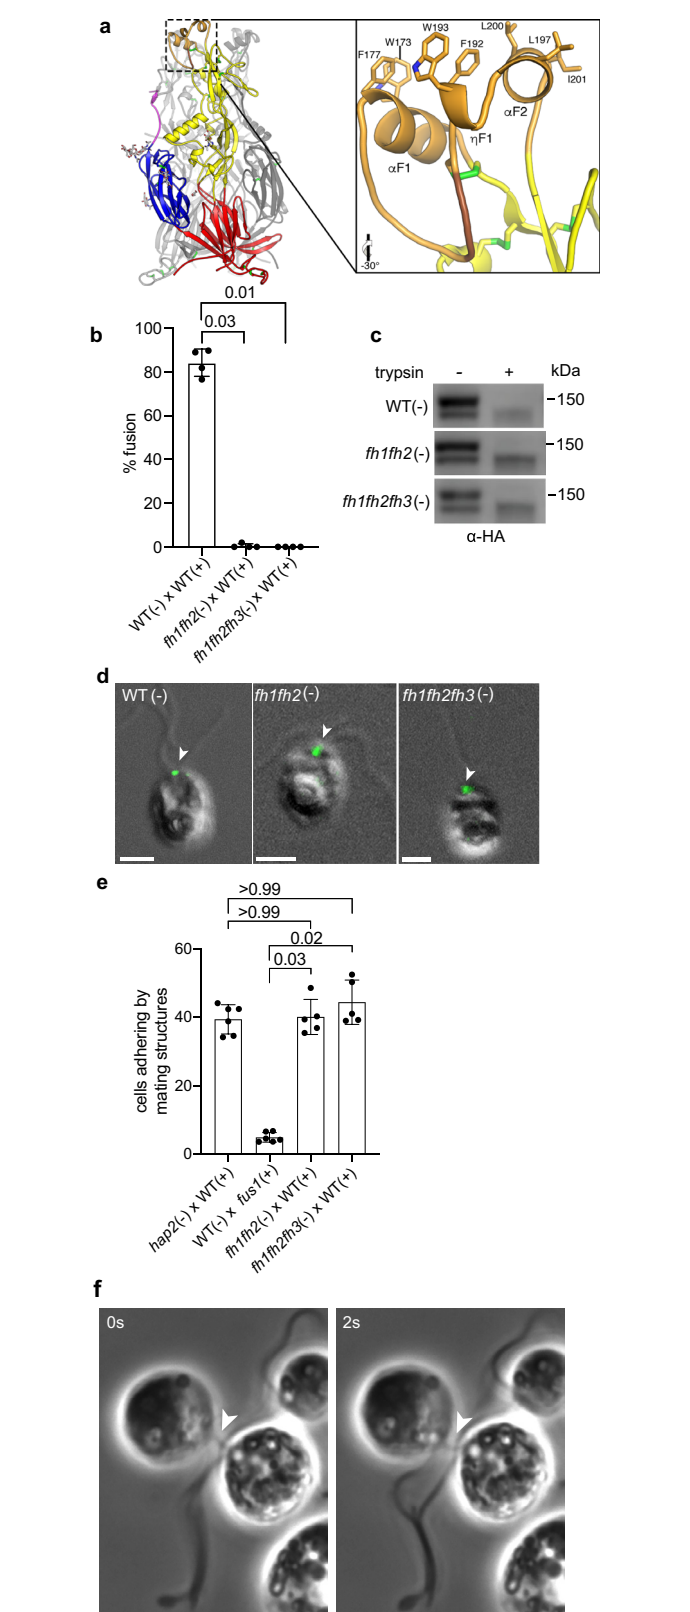 a
W193
L200
W173
F192
L197
F177
I201
αF2
ηF1
αF1
-30°
b
0.01
0.03
100
80
60
40
20
0
% fusion
WT(-) x WT(+)
fh1fh2(-) x WT(+)
fh1fh2fh3(-) x WT(+)
c
trypsin - + kDa
WT(-) -150
fh1fh2(-) -150
fh1fh2fh3(-) -150
α-HA
d
WT (-)
fh1fh2(-)
fh1fh2fh3(-)
e
>0.99
>0.99
0.02
0.03
60
40
20
0
cells adhering by
mating structures
hap2(-) x WT(+)
WT(-) x fus1(+)
fh1fh2(-) x WT(+)
fh1fh2fh3(-) x WT(+)
f
0s
2s